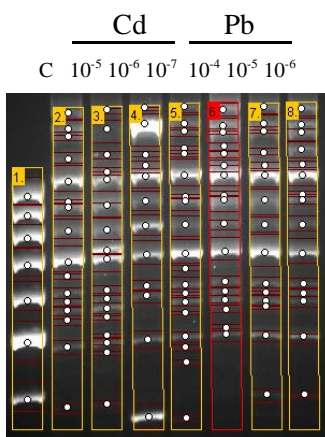 Cd Pb
C 10⁻⁵ 10⁻⁶ 10⁻⁷ 10⁻⁴ 10⁻⁵ 10⁻⁶
1. 2. 3. 4. 5. 6. 7. 8.